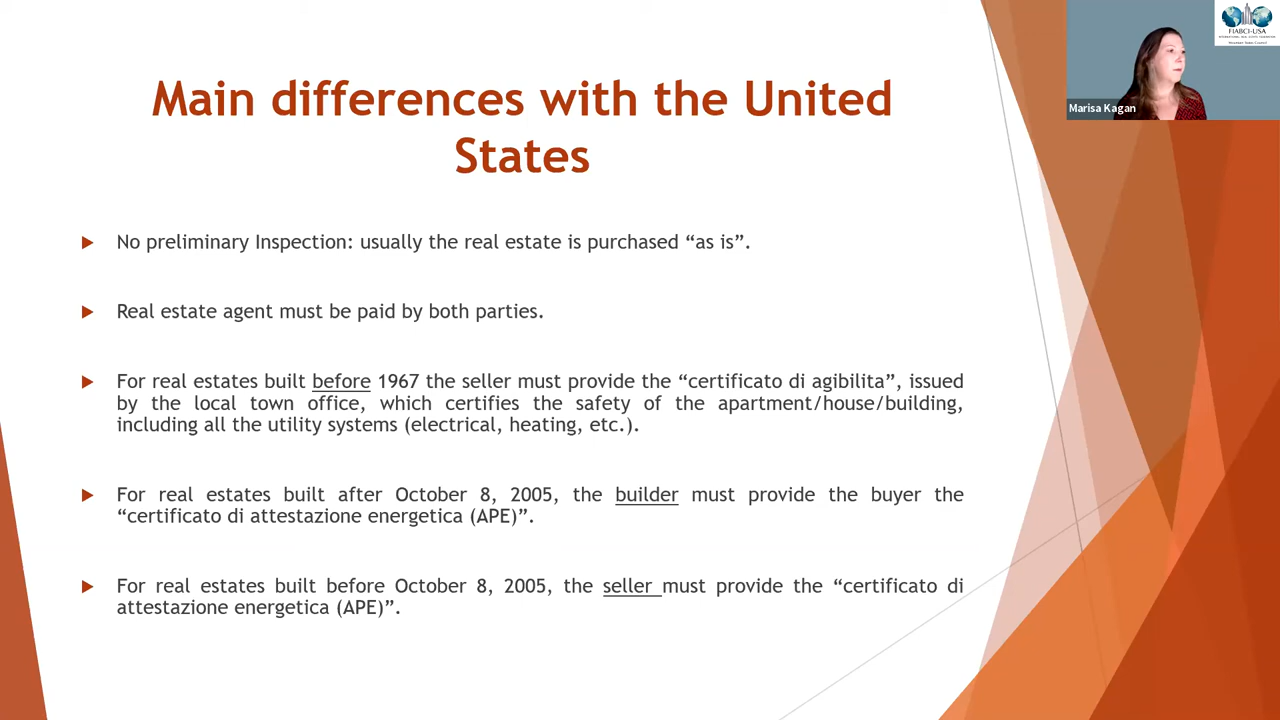 Main differences with the United
States
No preliminary Inspection: usually the real estate is purchased “as is”.
Real estate agent must be paid by both parties.
For real estates built before 1967 the seller must provide the “certificato di agibilita”, issued
by the local town office, which certifies the safety of the apartment/house/building,
including all the utility systems (electrical, heating, etc.).
For real estates built after October 8, 2005, the builder must provide the buyer the
“certificato di attestazione energetica (APE)”.
For real estates built before October 8, 2005, the seller must provide the “certificato di
attestazione energetica (APE)”.
Marisa Kagan
FIABCI-USA